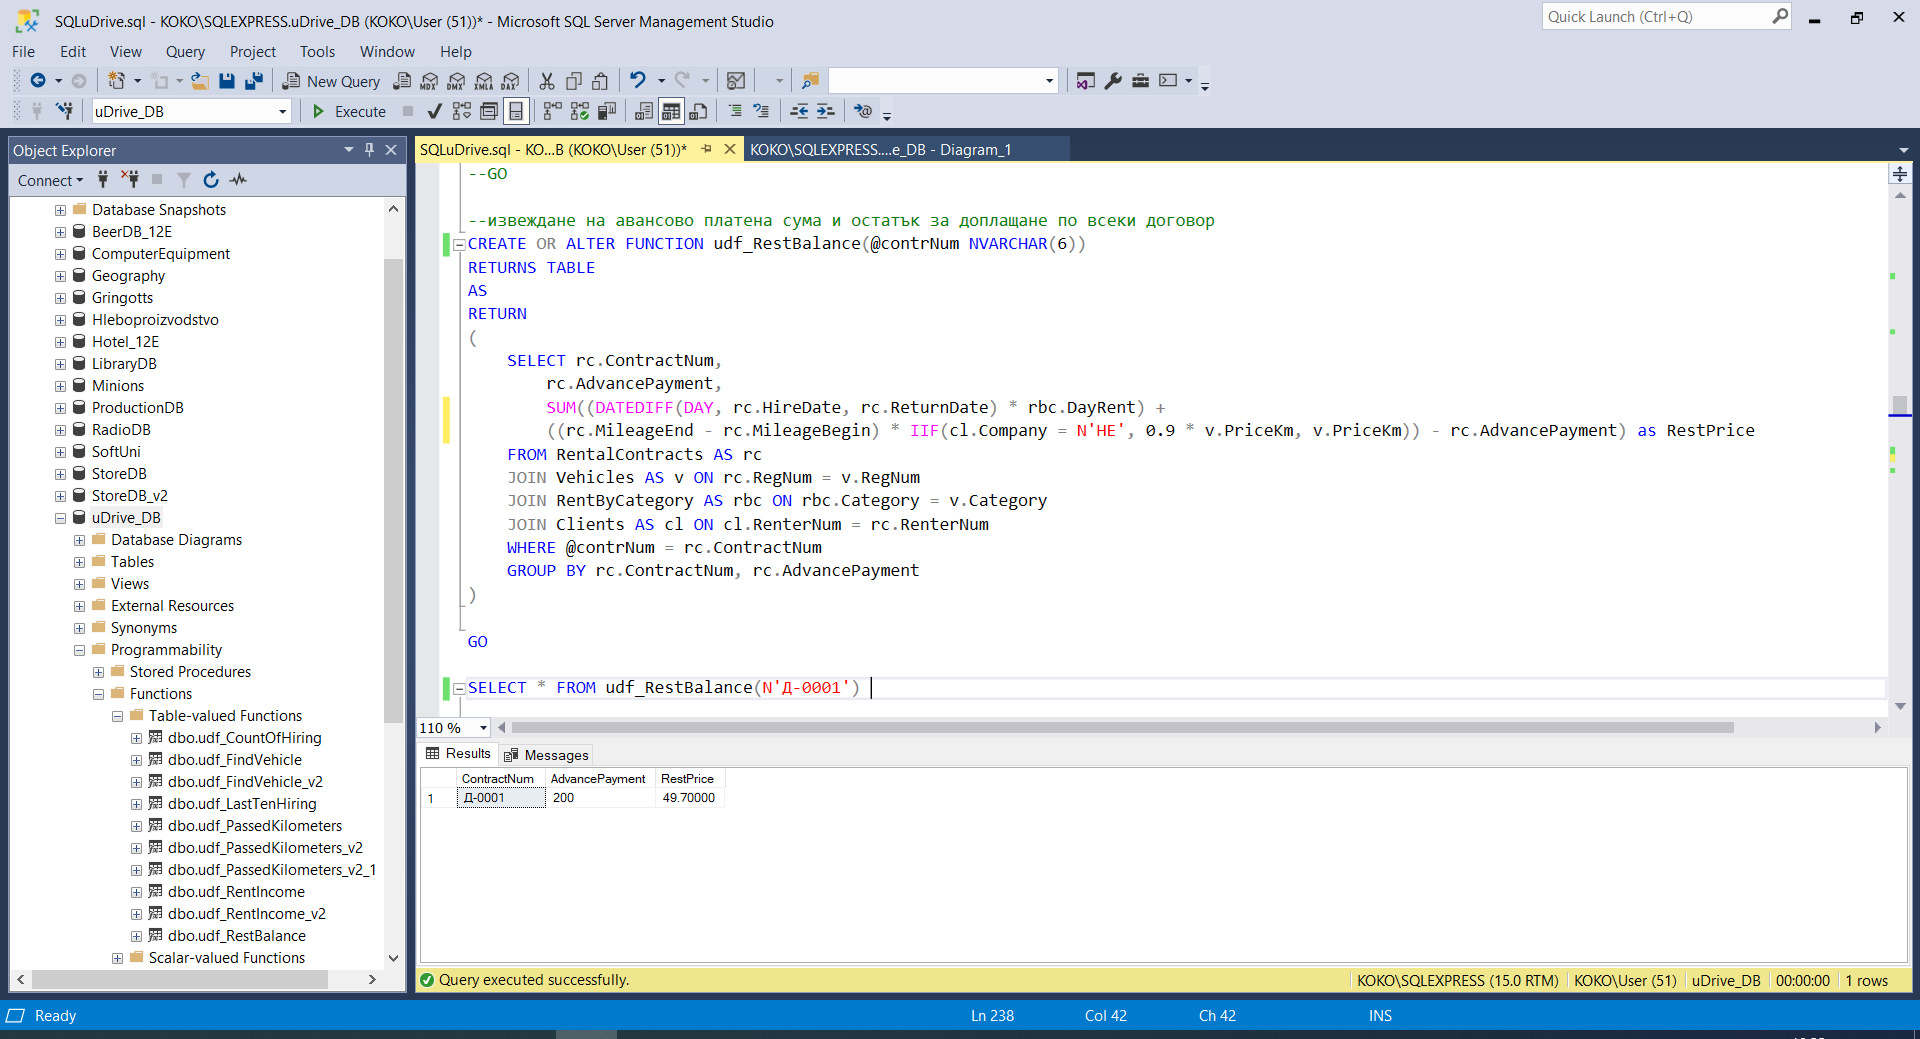 SQLuDrive.sql - KOKO\SQLEXPRESS.uDrive_DB (KOKO\User (51))* - Microsoft SQL Server Management Studio
Quick Launch (Ctrl+Q)
File Edit View Query Project Tools Window Help
New Query
MDX DMX XMLA DAX
uDrive_DB
Execute
Object Explorer
Connect
Database Snapshots
BeerDB_12E
ComputerEquipment
Geography
Gringotts
Hleboproizvodstvo
Hotel_12E
LibraryDB
Minions
ProductionDB
RadioDB
SoftUni
StoreDB
StoreDB_v2
uDrive_DB
Database Diagrams
Tables
Views
External Resources
Synonyms
Programmability
Stored Procedures
Functions
Table-valued Functions
dbo.udf_CountOfHiring
dbo.udf_FindVehicle
dbo.udf_FindVehicle_v2
dbo.udf_LastTenHiring
dbo.udf_PassedKilometers
dbo.udf_PassedKilometers_v2
dbo.udf_PassedKilometers_v2_1
dbo.udf_RentIncome
dbo.udf_RentIncome_v2
dbo.udf_RestBalance
Scalar-valued Functions
SQLuDrive.sql - KO...B (KOKO\User (51))*
KOKO\SQLEXPRESS....e_DB - Diagram_1
--GO
--извеждане на авансово платена сума и остатък за доплащане по всеки договор
CREATE OR ALTER FUNCTION udf_RestBalance(@contrNum NVARCHAR(6))
RETURNS TABLE
AS
RETURN
(
SELECT rc.ContractNum,
rc.AdvancePayment,
SUM((DATEDIFF(DAY, rc.HireDate, rc.ReturnDate) * rbc.DayRent) +
((rc.MileageEnd - rc.MileageBegin) * IIF(cl.Company = N'НЕ', 0.9 * v.PriceKm, v.PriceKm)) - rc.AdvancePayment) as RestPrice
FROM RentalContracts AS rc
JOIN Vehicles AS v ON rc.RegNum = v.RegNum
JOIN RentByCategory AS rbc ON rbc.Category = v.Category
JOIN Clients AS cl ON cl.RenterNum = rc.RenterNum
WHERE @contrNum = rc.ContractNum
GROUP BY rc.ContractNum, rc.AdvancePayment
)
GO
SELECT * FROM udf_RestBalance(N'Д-0001')
110 %
Results Messages
ContractNum AdvancePayment RestPrice
1 Д-0001 200 49.70000
Query executed successfully.
KOKO\SQLEXPRESS (15.0 RTM) KOKO\User (51) uDrive_DB 00:00:00 1 rows
Ready
Ln 238 Col 42 Ch 42 INS